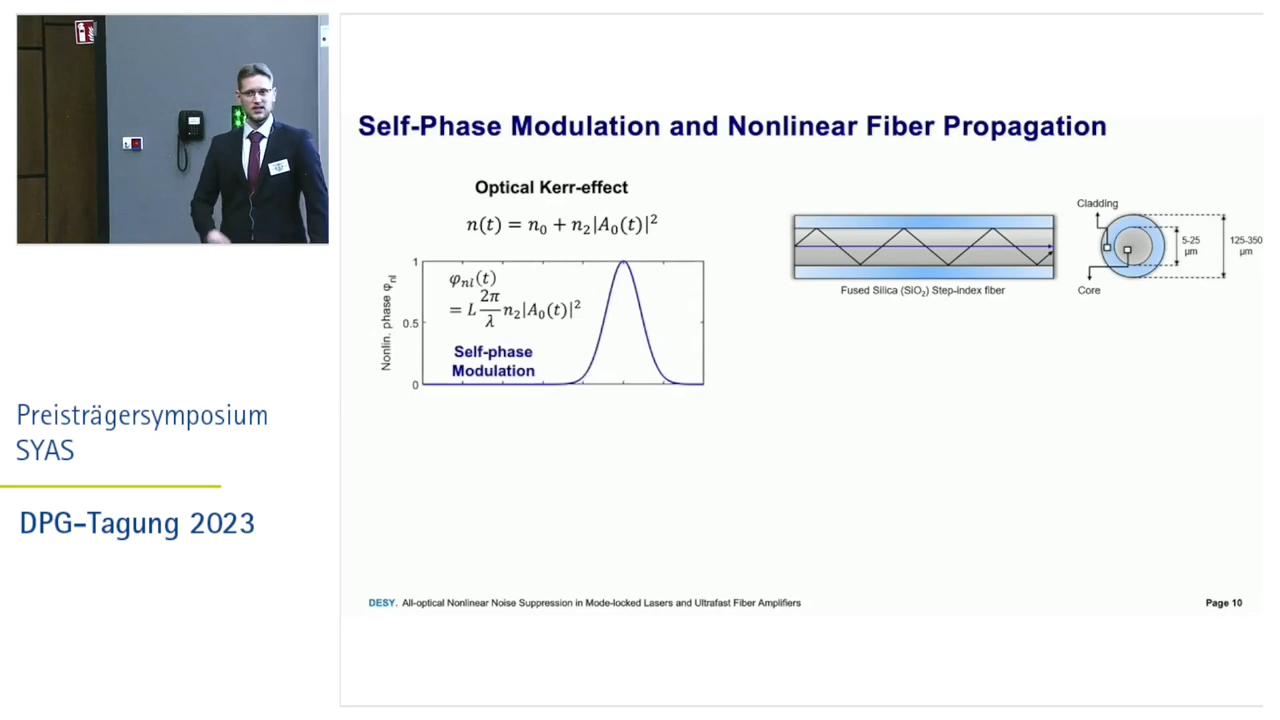 Self-Phase Modulation and Nonlinear Fiber Propagation
Optical Kerr-effect
n(t) = n₀ + n₂|A₀(t)|²
Nonlin. phase φnl
1
0.5
0
φnl(t)
= L 2π/λ n₂|A₀(t)|²
Self-phase
Modulation
Fused Silica (SiO₂) Step-index fiber
Cladding
Core
5-25
μm
125-350
μm
Preisträgersymposium
SYAS
DPG-Tagung 2023
DESY. All-optical Nonlinear Noise Suppression in Mode-locked Lasers and Ultrafast Fiber Amplifiers
Page 10